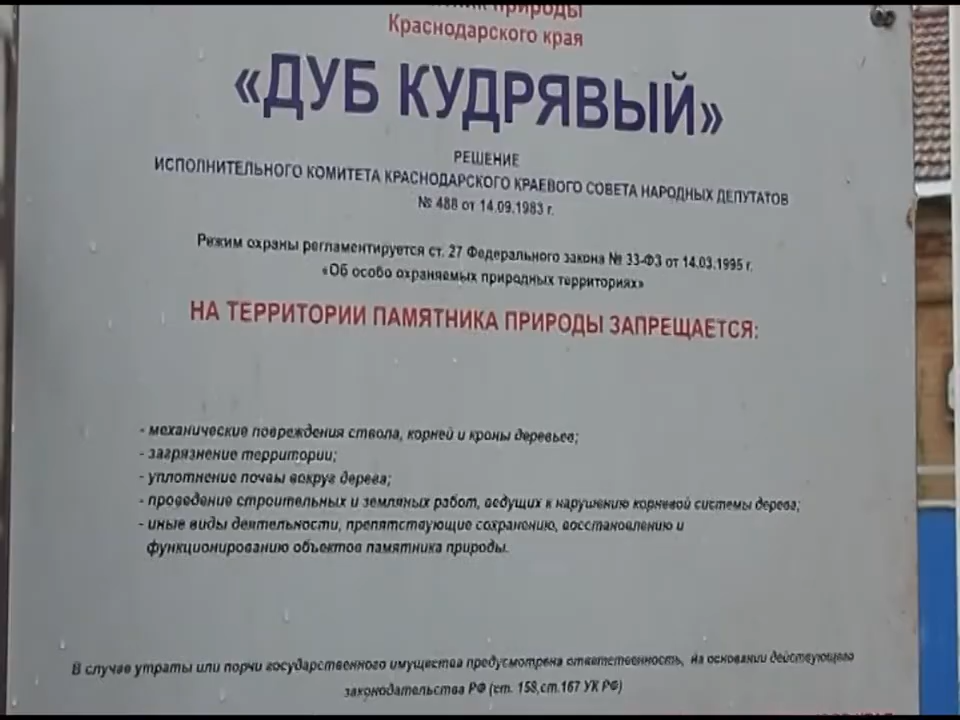 природы
Краснодарского края
«ДУБ КУДРЯВЫЙ»
РЕШЕНИЕ
ИСПОЛНИТЕЛЬНОГО КОМИТЕТА КРАСНОДАРСКОГО КРАЕВОГО СОВЕТА НАРОДНЫХ ДЕПУТАТОВ
№ 488 от 14.09.1983 г.
Режим охраны регламентируется ст. 27 Федерального закона № 33-ФЗ от 14.03.1995 г.
«Об особо охраняемых природных территориях»
НА ТЕРРИТОРИИ ПАМЯТНИКА ПРИРОДЫ ЗАПРЕЩАЕТСЯ:
- механические повреждения ствола, корней и кроны деревьев;
- загрязнение территории;
- уплотнение почвы вокруг дерева;
- проведение строительных и земляных работ, ведущих к нарушению корневой системы дерева;
- иные виды деятельности, препятствующие сохранению, восстановлению и
функционированию объектов памятника природы.
В случае утраты или порчи государственного имущества предусмотрена ответственность, на основании действующего
законодательства РФ (ст. 158,ст.167 УК РФ)